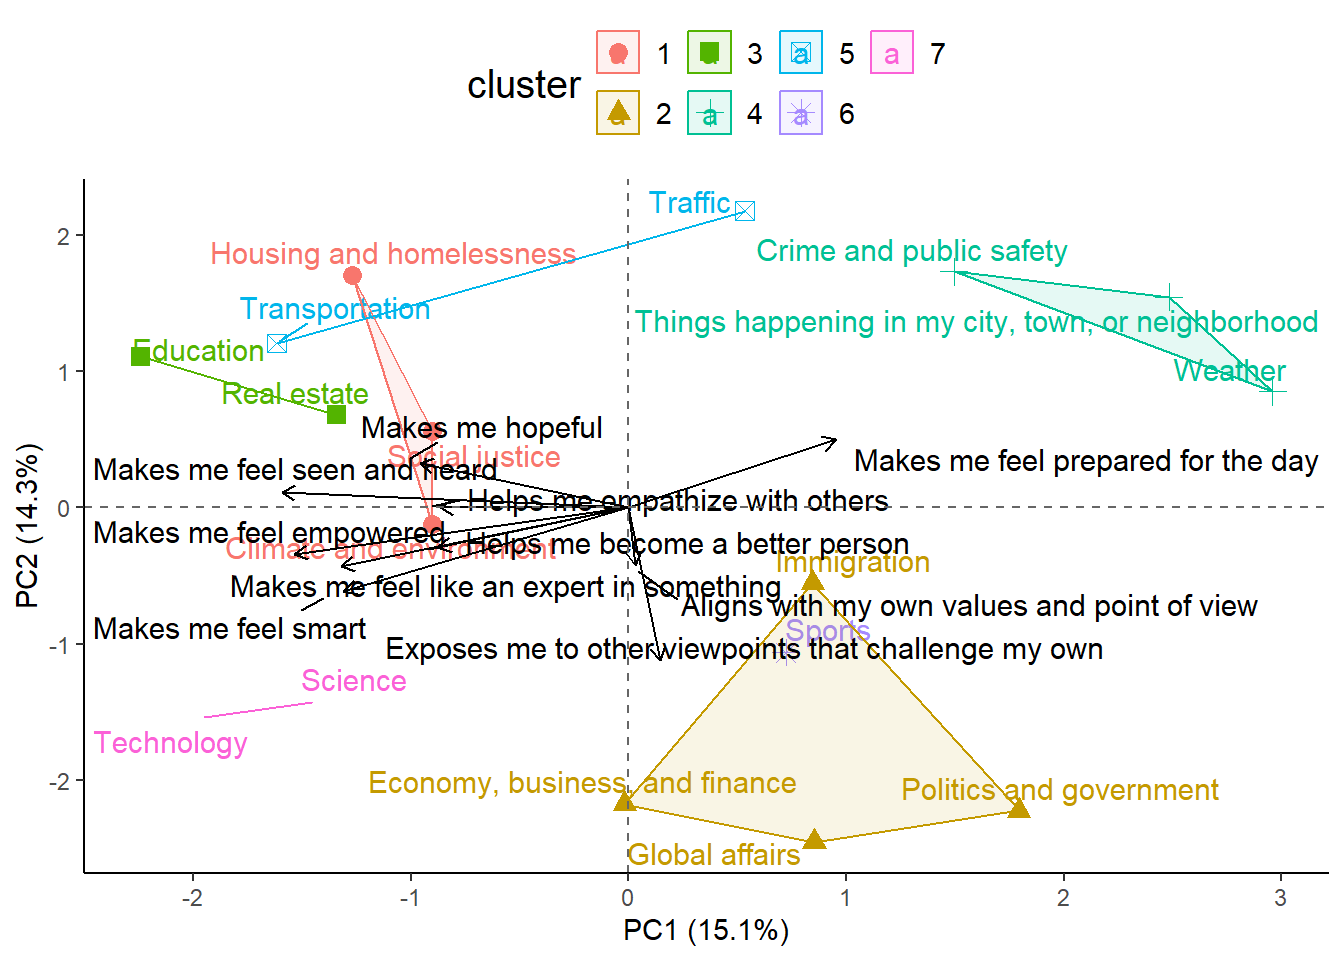 cluster
a 1
a 3
a 5
a 7
a 2
a 4
a 6
Traffic
Crime and public safety
Housing and homelessness
Transportation
Things happening in my city, town, or neighborhood
Education
Weather
Real estate
Makes me hopeful
Social justice
Makes me feel seen and heard
Makes me feel prepared for the day
Helps me empathize with others
Makes me feel empowered
Climate and environment
Helps me become a better person
Immigration
Makes me feel like an expert in something
Aligns with my own values and point of view
Makes me feel smart
Sports
Exposes me to other viewpoints that challenge my own
Science
Technology
Economy, business, and finance
Politics and government
Global affairs
2
1
0
-1
-2
PC2 (14.3%)
-2 -1 0 1 2 3
PC1 (15.1%)